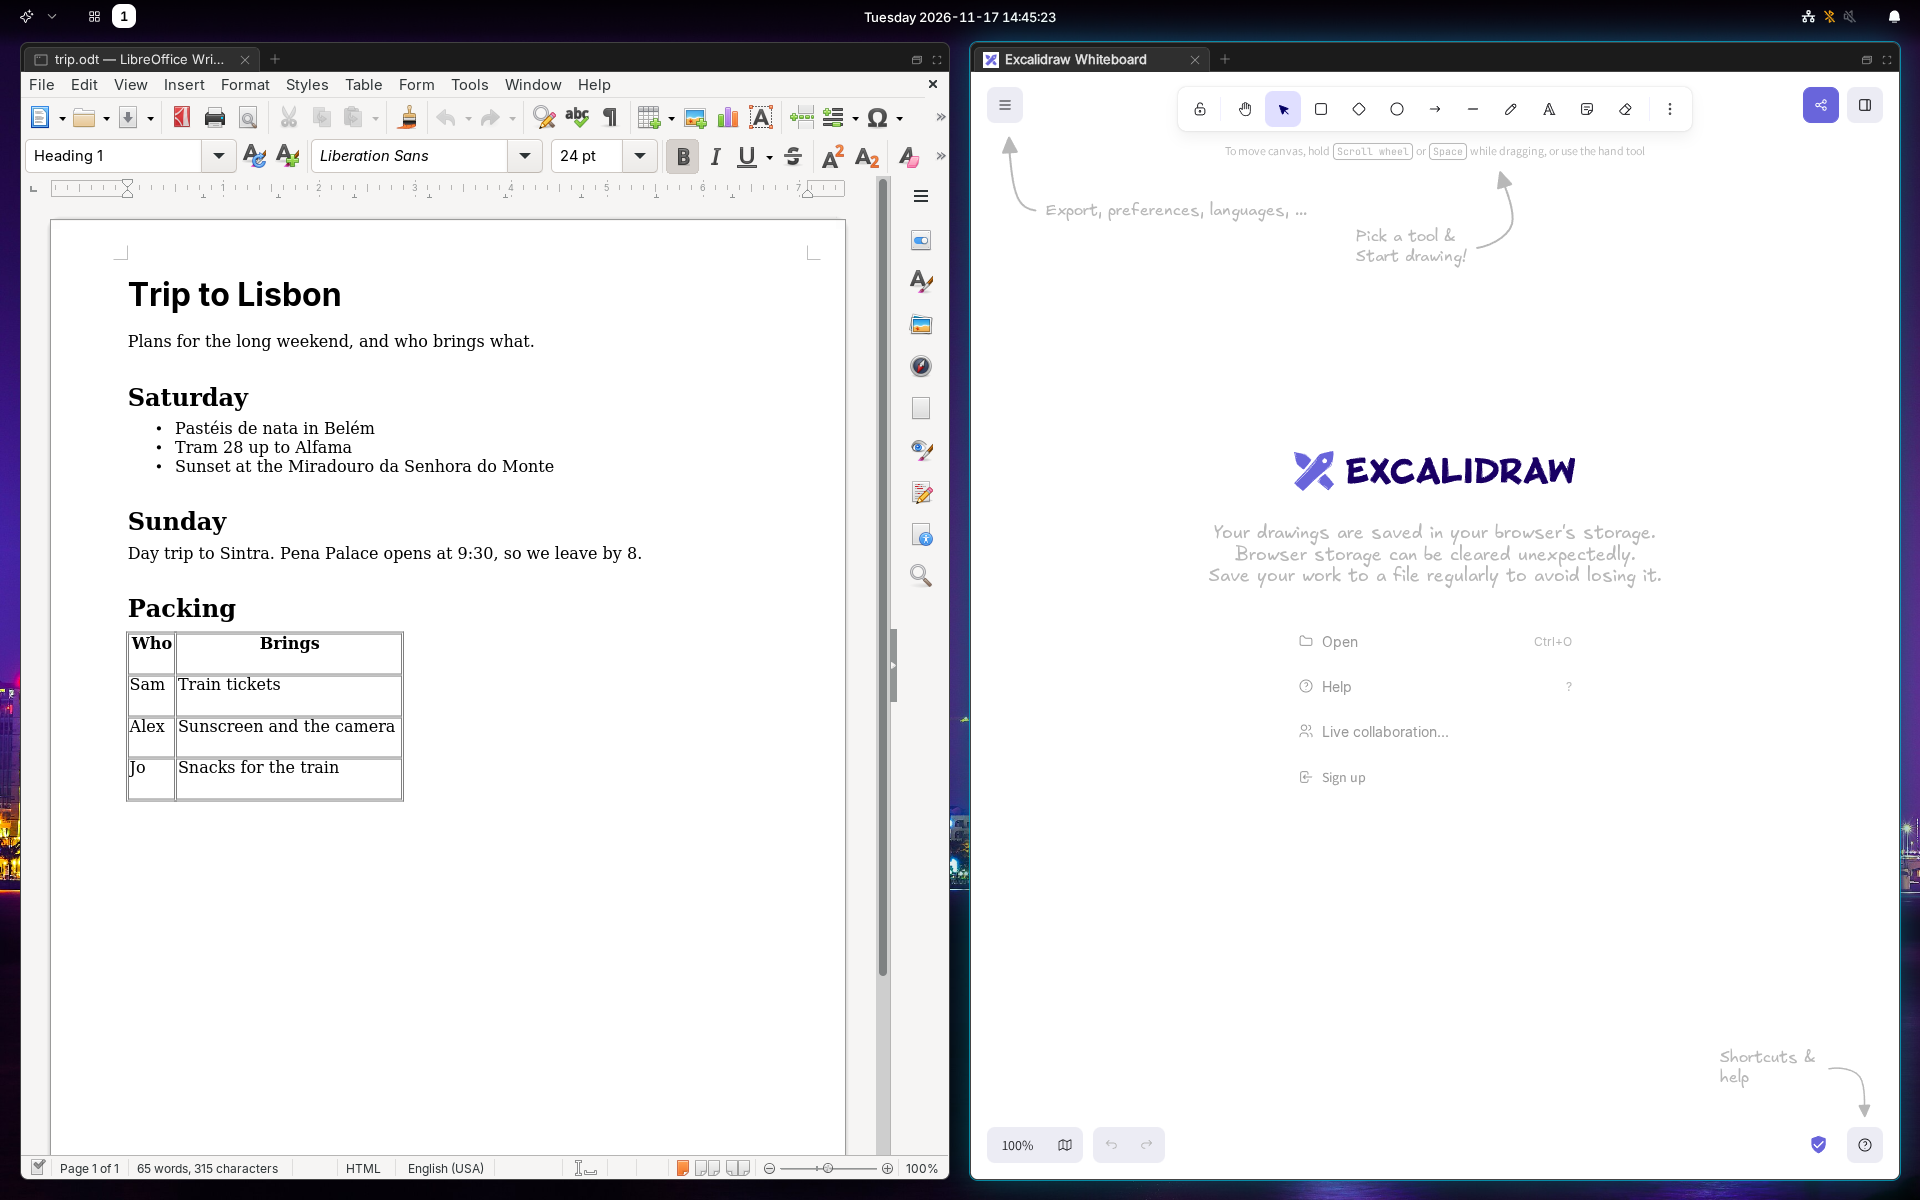 1
Tuesday 2026-11-17 14:45:23
trip.odt — LibreOffice Wri...
File Edit View Insert Format Styles Table Form Tools Window Help
Heading 1
Liberation Sans
24 pt
1 2 3 4 5 6 7
Trip to Lisbon
Plans for the long weekend, and who brings what.
Saturday
• Pastéis de nata in Belém
• Tram 28 up to Alfama
• Sunset at the Miradouro da Senhora do Monte
Sunday
Day trip to Sintra. Pena Palace opens at 9:30, so we leave by 8.
Packing
Who Brings
Sam Train tickets
Alex Sunscreen and the camera
Jo Snacks for the train
Page 1 of 1
65 words, 315 characters
HTML
English (USA)
100%
Excalidraw Whiteboard
To move canvas, hold Scroll wheel or Space while dragging, or use the hand tool
Export, preferences, languages, ...
Pick a tool &
Start drawing!
EXCALIDRAW
Your drawings are saved in your browser's storage.
Browser storage can be cleared unexpectedly.
Save your work to a file regularly to avoid losing it.
Open Ctrl+O
Help ?
Live collaboration...
Sign up
Shortcuts &
help
100%